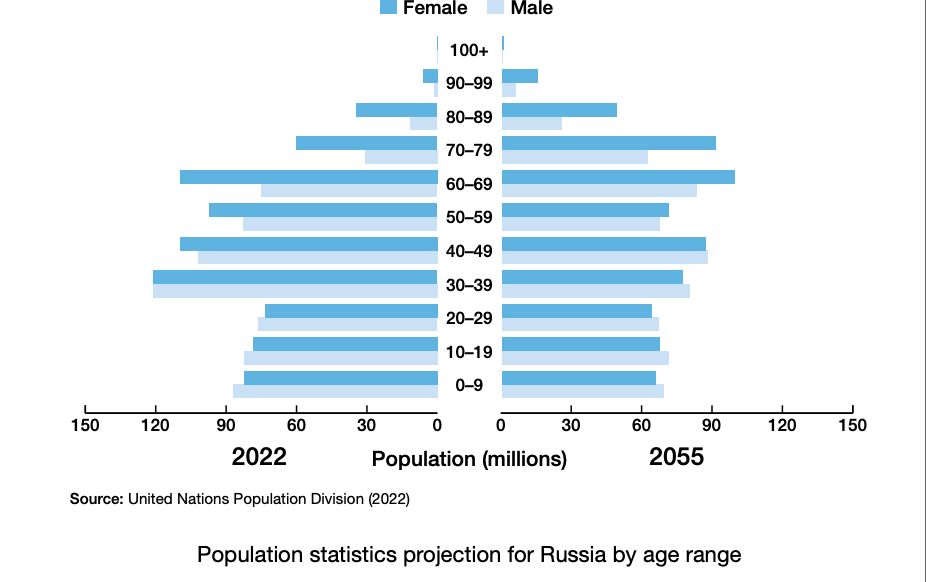 Female Male
100+
90–99
80–89
70–79
60–69
50–59
40–49
30–39
20–29
10–19
0–9
150 120 90 60 30 0 0 30 60 90 120 150
2022 Population (millions) 2055
Source: United Nations Population Division (2022)
Population statistics projection for Russia by age range